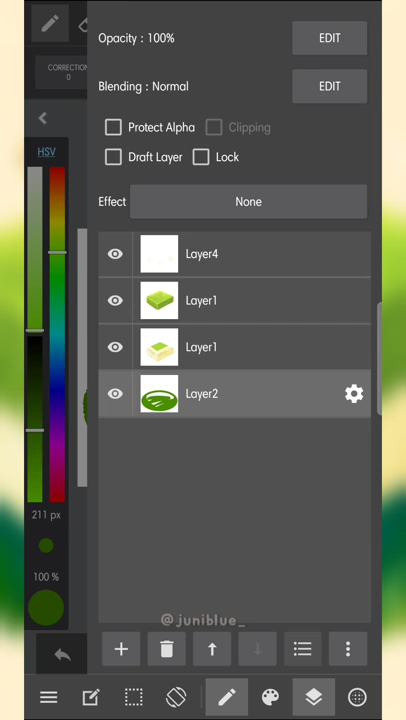 Opacity : 100%
EDIT
CORRECTION
0
Blending : Normal
EDIT
Protect Alpha
Clipping
HSV
Draft Layer
Lock
Effect
None
Layer4
Layer1
Layer1
Layer2
211 px
100 %
@juniblue_